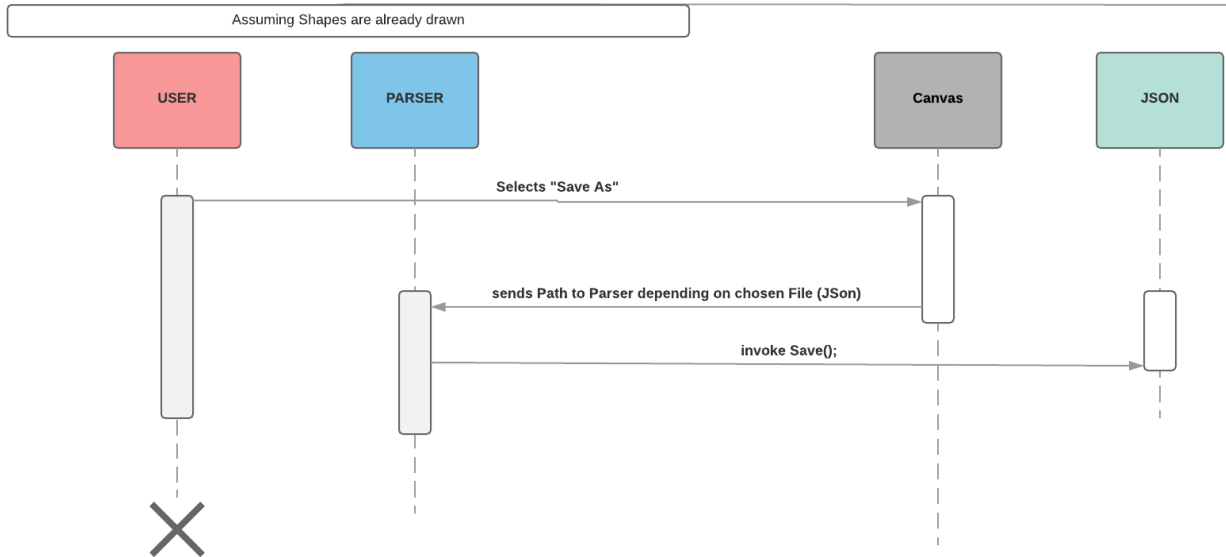 Assuming Shapes are already drawn
USER
PARSER
Canvas
JSON
Selects "Save As"
sends Path to Parser depending on chosen File (JSon)
invoke Save();